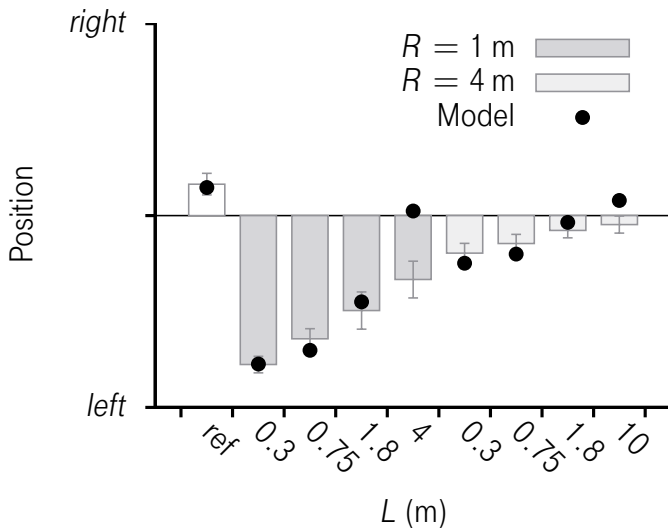 right
R = 1 m
R = 4 m
Model
Position
left
ref 0.3 0.75 1.8 4 0.3 0.75 1.8 10
L (m)